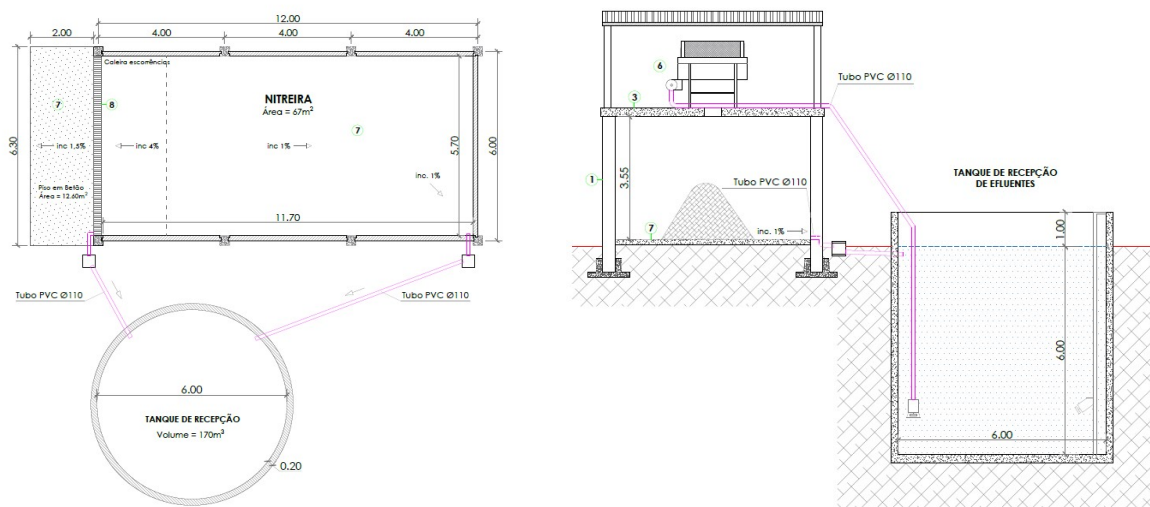 12.00
2.00
4.00
4.00
4.00
Caleira escorrências
6
Tubo PVC Ø110
7
8
NITREIRA
Área = 67m²
3
7
6.30
inc 1,5%
inc 4%
inc 1%
5.70
6.00
1
3.55
Tubo PVC Ø110
TANQUE DE RECEPÇÃO
DE EFLUENTES
inc. 1%
Piso em Betão
Área = 12.60m²
11.70
7
inc. 1%
1.00
Tubo PVC Ø110
Tubo PVC Ø110
6.00
6.00
TANQUE DE RECEPÇÃO
Volume = 170m³
0.20
6.00